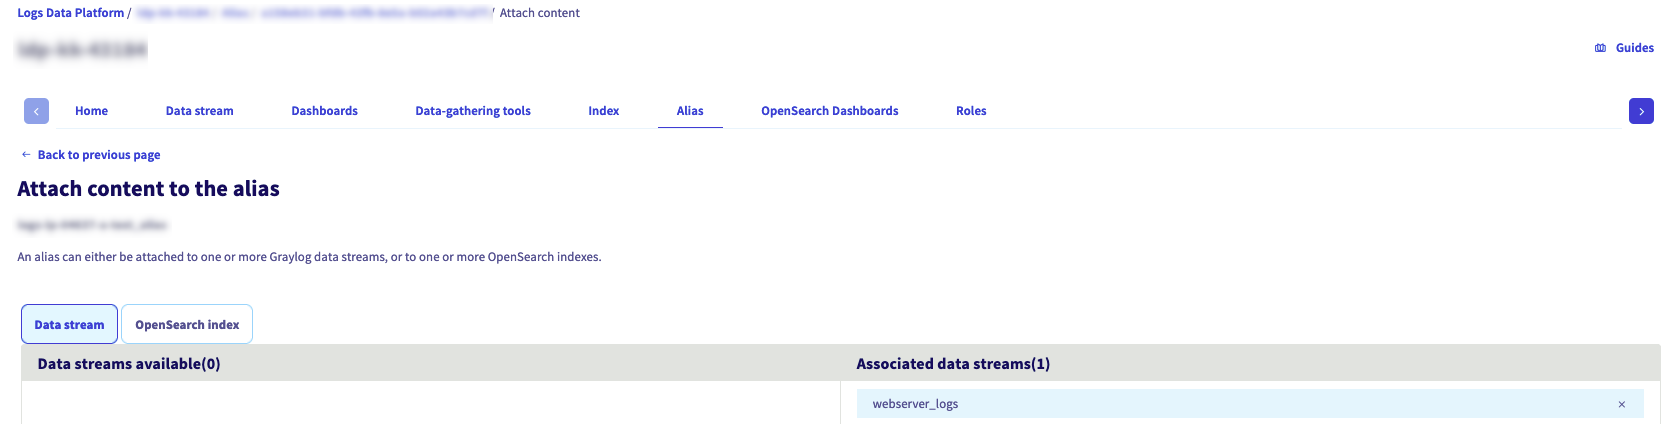 Logs Data Platform / / Attach content
Guides
Home Data stream Dashboards Data-gathering tools Index Alias OpenSearch Dashboards Roles
← Back to previous page
Attach content to the alias
An alias can either be attached to one or more Graylog data streams, or to one or more OpenSearch indexes.
Data stream OpenSearch index
Data streams available(0) Associated data streams(1)
webserver_logs ×